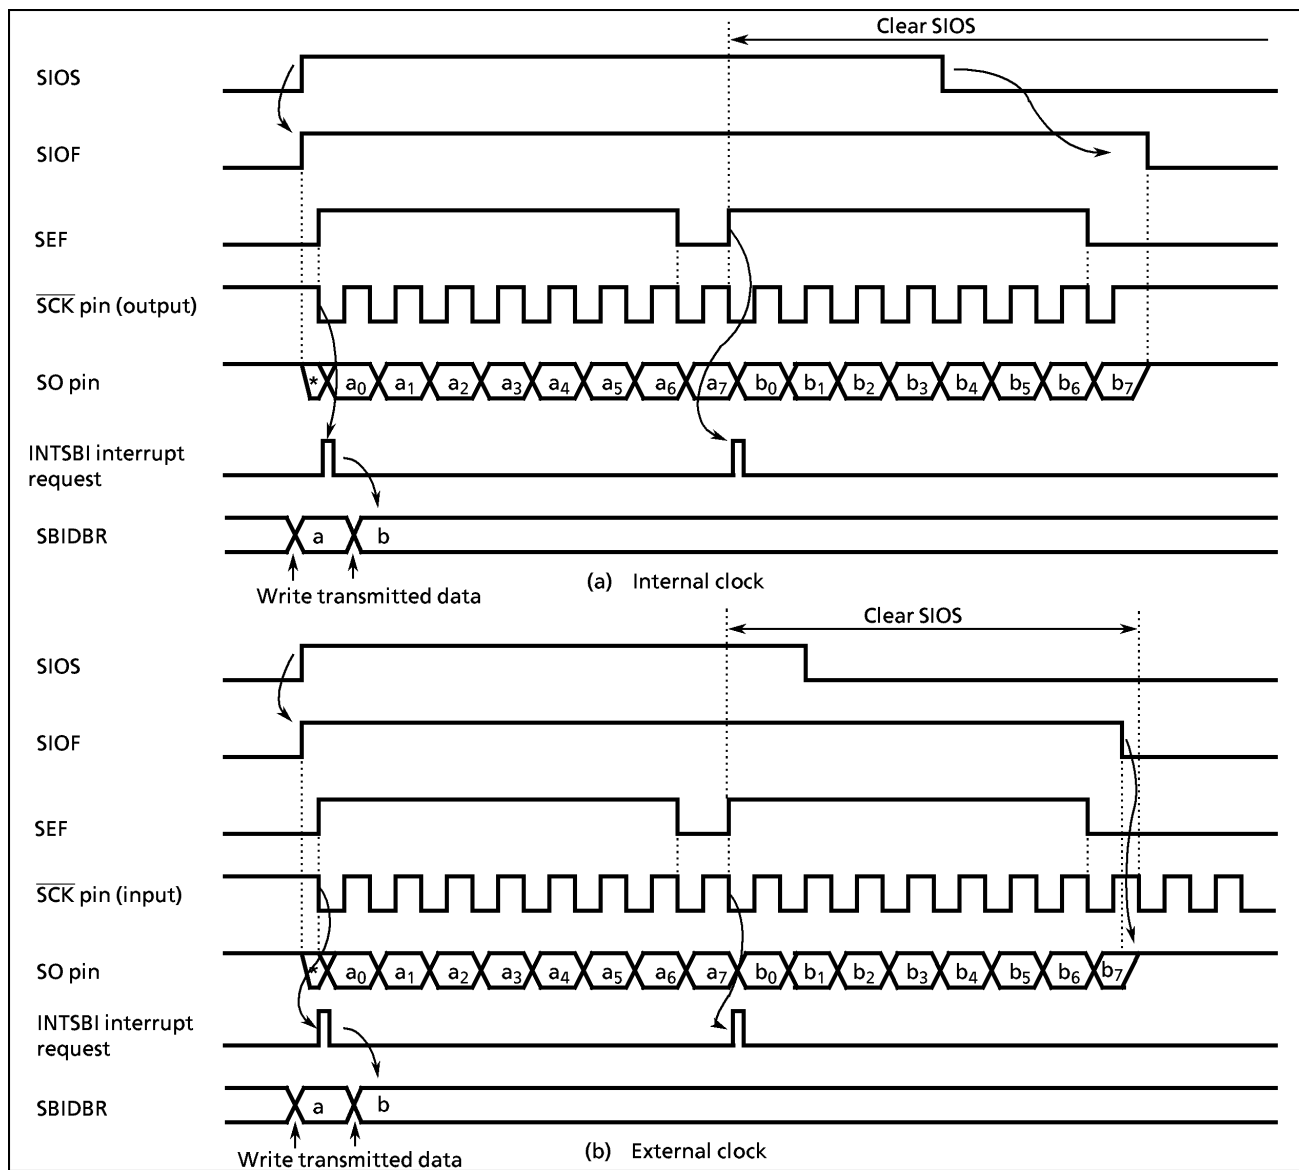 Clear SIOS
SIOS
SIOF
SEF
SCK pin (output)
SO pin
* a0 a1 a2 a3 a4 a5 a6 a7 b0 b1 b2 b3 b4 b5 b6 b7
INTSBI interrupt
request
SBIDBR
a b
Write transmitted data
(a) Internal clock
Clear SIOS
SIOS
SIOF
SEF
SCK pin (input)
SO pin
* a0 a1 a2 a3 a4 a5 a6 a7 b0 b1 b2 b3 b4 b5 b6 b7
INTSBI interrupt
request
SBIDBR
a b
Write transmitted data
(b) External clock